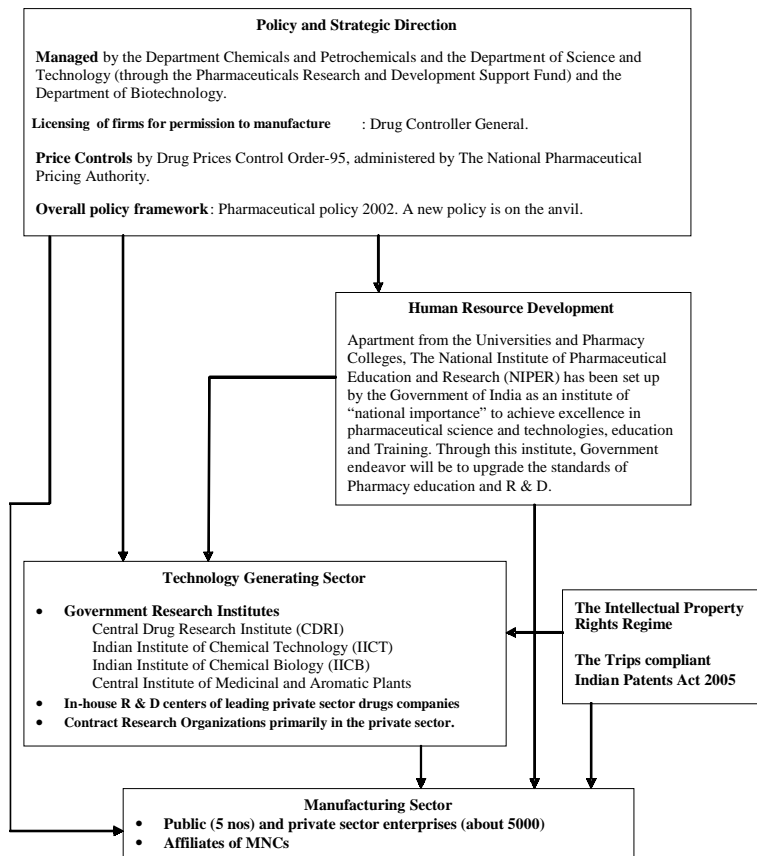 Policy and Strategic Direction
Managed by the Department Chemicals and Petrochemicals and the Department of Science and
Technology (through the Pharmaceuticals Research and Development Support Fund) and the
Department of Biotechnology.
Licensing of firms for permission to manufacture : Drug Controller General.
Price Controls by Drug Prices Control Order-95, administered by The National Pharmaceutical
Pricing Authority.
Overall policy framework: Pharmaceutical policy 2002. A new policy is on the anvil.
Human Resource Development
Apartment from the Universities and Pharmacy
Colleges, The National Institute of Pharmaceutical
Education and Research (NIPER) has been set up
by the Government of India as an institute of
“national importance” to achieve excellence in
pharmaceutical science and technologies, education
and Training. Through this institute, Government
endeavor will be to upgrade the standards of
Pharmacy education and R & D.
Technology Generating Sector
• Government Research Institutes
Central Drug Research Institute (CDRI)
Indian Institute of Chemical Technology (IICT)
Indian Institute of Chemical Biology (IICB)
Central Institute of Medicinal and Aromatic Plants
• In-house R & D centers of leading private sector drugs companies
• Contract Research Organizations primarily in the private sector.
The Intellectual Property
Rights Regime
The Trips compliant
Indian Patents Act 2005
Manufacturing Sector
• Public (5 nos) and private sector enterprises (about 5000)
• Affiliates of MNCs